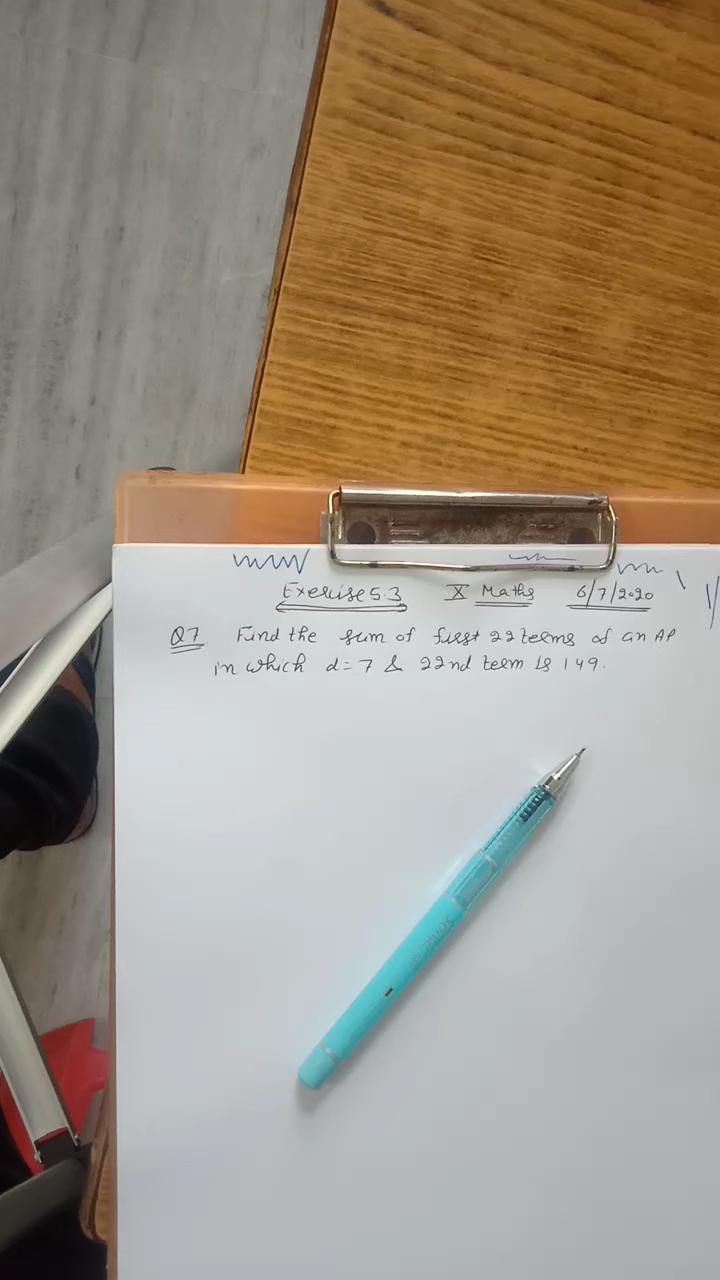 Exercise 5.3 X Maths 6/7/2020
Q7 Find the sum of first 22 terms of an AP
in which d=7 & 22nd term is 149.